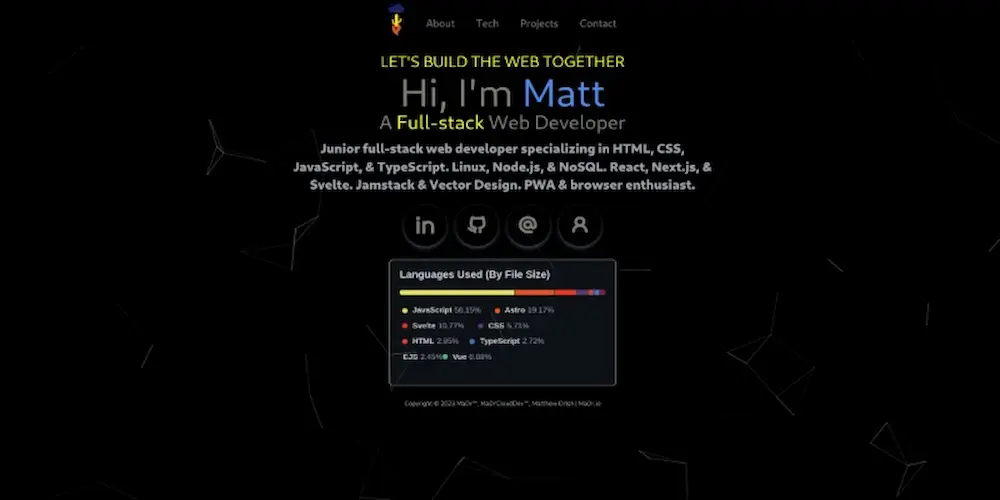 About Tech Projects Contact
LET'S BUILD THE WEB TOGETHER
Hi, I'm Matt
A Full-stack Web Developer
Junior full-stack web developer specializing in HTML, CSS,
JavaScript, & TypeScript. Linux, Node.js, & NoSQL. React, Next.js, &
Svelte. Jamstack & Vector Design. PWA & browser enthusiast.
in @
Languages Used (By File Size)
JavaScript 56.15% Astro 19.17%
Svelte 10.77% CSS 5.71%
HTML 2.95% TypeScript 2.72%
EJS 2.45% Vue 0.08%
Copyright © 2023 MaDr™, MaDrCloudDev™, Matthew | MaDr.io